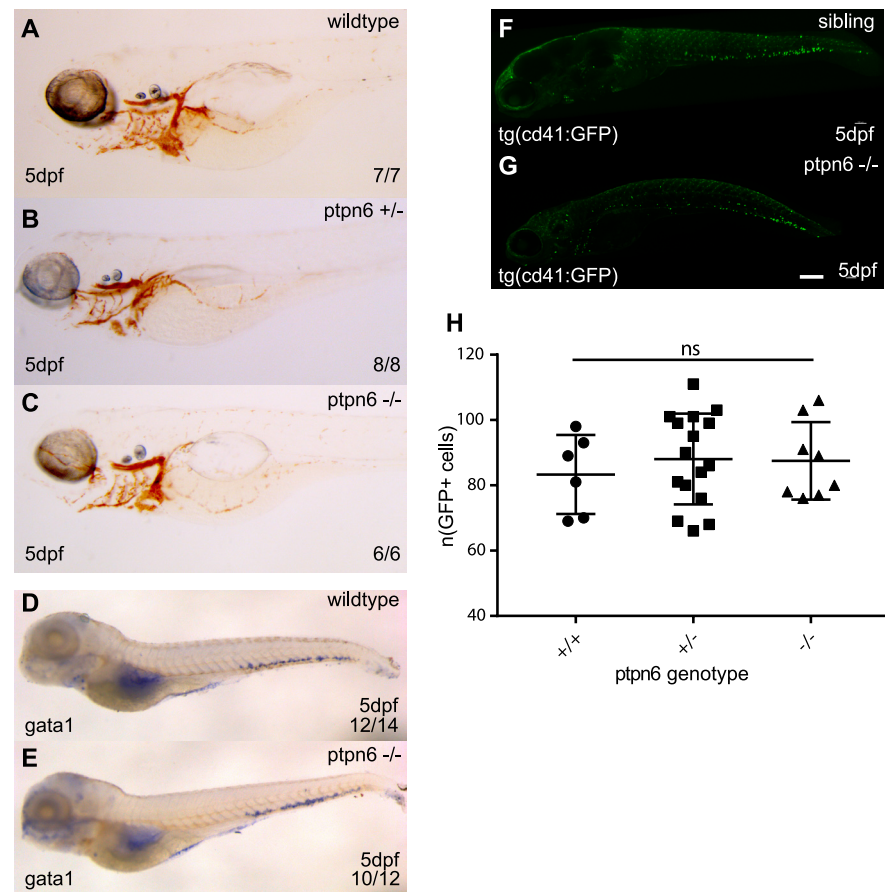 A
wildtype
5dpf
7/7
B
ptpn6 +/-
5dpf
8/8
C
ptpn6 -/-
5dpf
6/6
D
wildtype
5dpf
gata1
12/14
E
ptpn6 -/-
5dpf
gata1
10/12
F
sibling
tg(cd41:GFP)
5dpf
G
ptpn6 -/-
tg(cd41:GFP)
5dpf
H
ns
120
100
80
60
40
n(GFP+ cells)
+/+
+/-
-/-
ptpn6 genotype